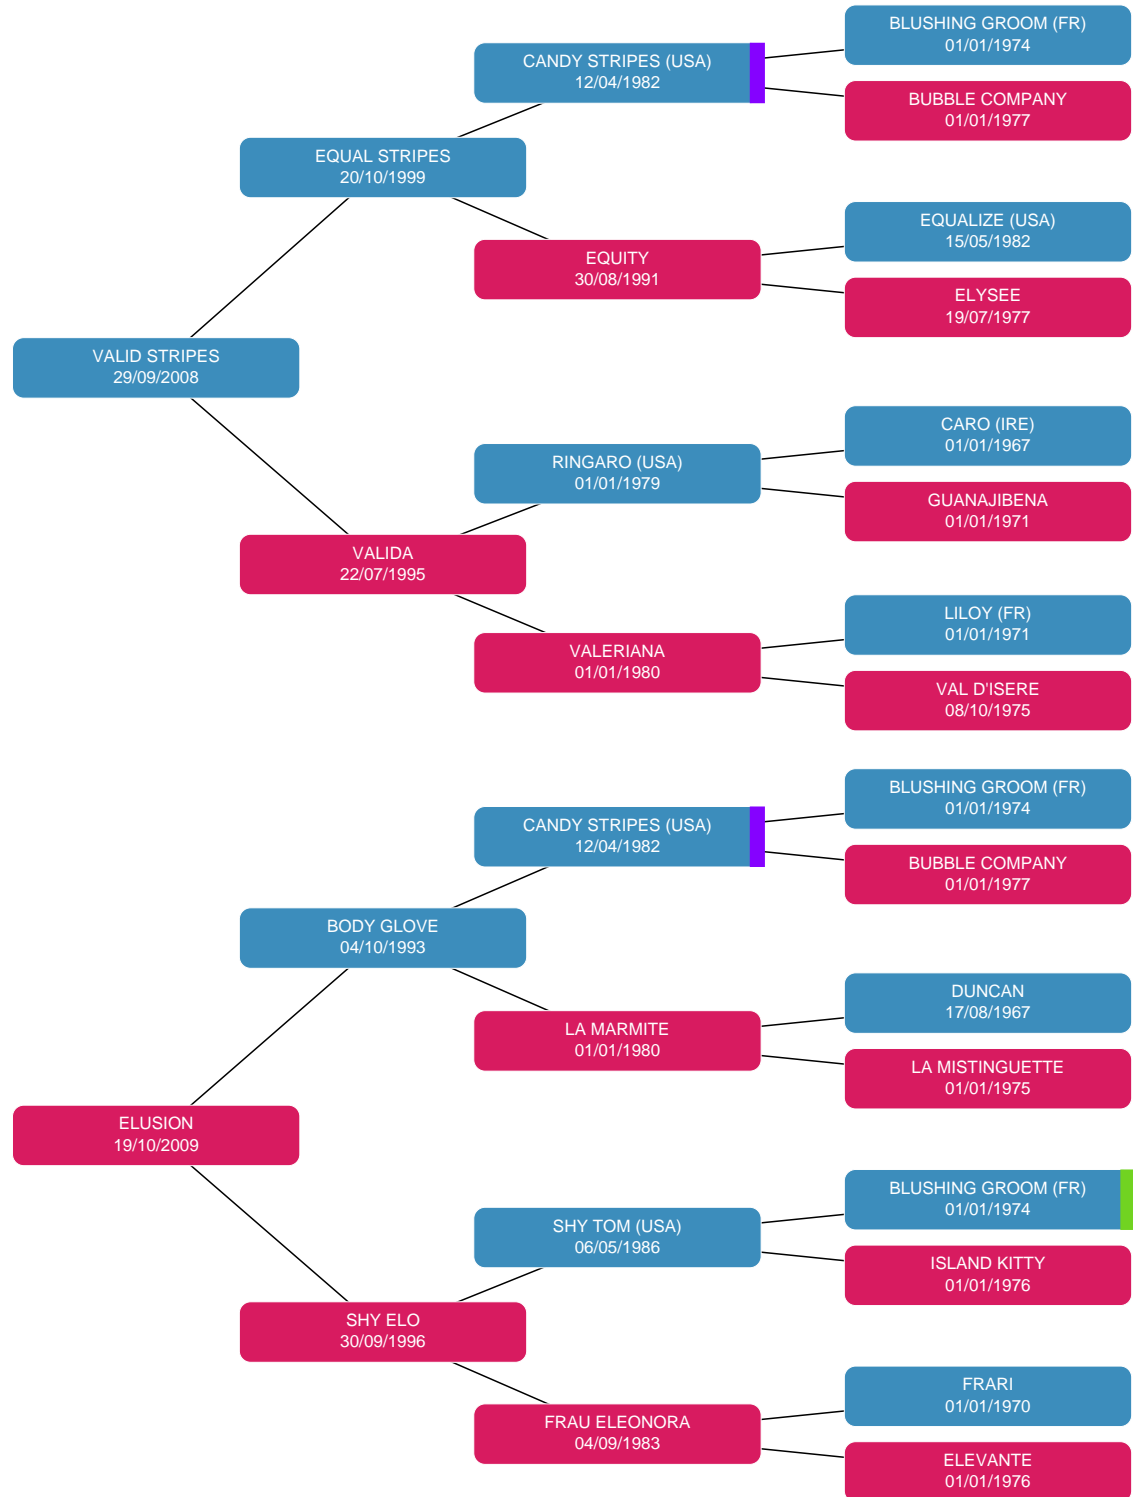 BLUSHING GROOM (FR)
01/01/1974
CANDY STRIPES (USA)
12/04/1982
BUBBLE COMPANY
01/01/1977
EQUAL STRIPES
20/10/1999
EQUALIZE (USA)
15/05/1982
EQUITY
30/08/1991
ELYSEE
19/07/1977
VALID STRIPES
29/09/2008
CARO (IRE)
01/01/1967
RINGARO (USA)
01/01/1979
GUANAJIBENA
01/01/1971
VALIDA
22/07/1995
LILOY (FR)
01/01/1971
VALERIANA
01/01/1980
VAL D'ISERE
08/10/1975
BLUSHING GROOM (FR)
01/01/1974
CANDY STRIPES (USA)
12/04/1982
BUBBLE COMPANY
01/01/1977
BODY GLOVE
04/10/1993
DUNCAN
17/08/1967
LA MARMITE
01/01/1980
LA MISTINGUETTE
01/01/1975
ELUSION
19/10/2009
BLUSHING GROOM (FR)
01/01/1974
SHY TOM (USA)
06/05/1986
ISLAND KITTY
01/01/1976
SHY ELO
30/09/1996
FRARI
01/01/1970
FRAU ELEONORA
04/09/1983
ELEVANTE
01/01/1976